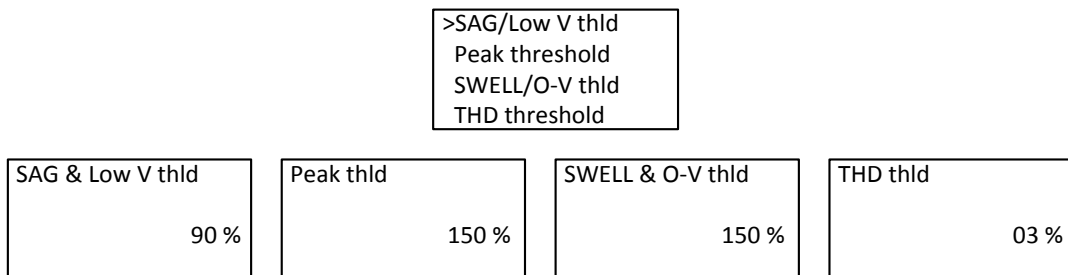 >SAG/Low V thld
Peak threshold
SWELL/O-V thld
THD threshold
SAG & Low V thld
90 %
Peak thld
150 %
SWELL & O-V thld
150 %
THD thld
03 %